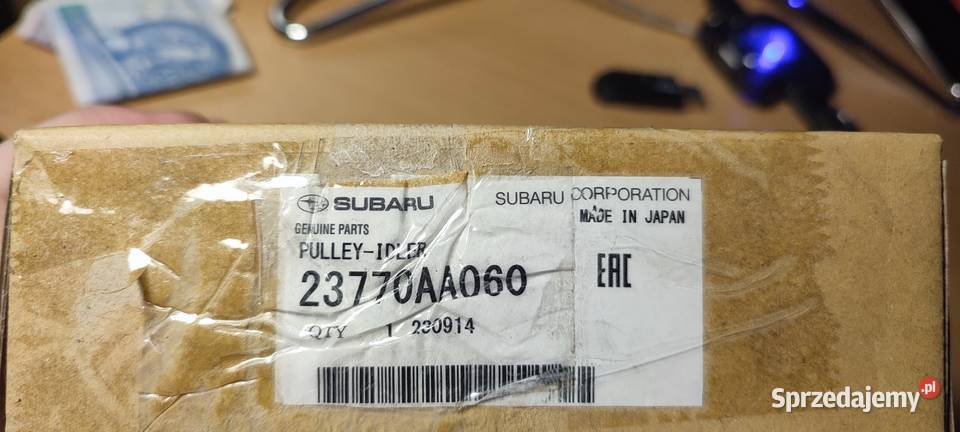 SUBARU
SUBARU CORPORATION
GENUINE PARTS
MADE IN JAPAN
PULLEY-IDLER
EAC
23770AA060
QTY 1 230914
Sprzedajemy.pl